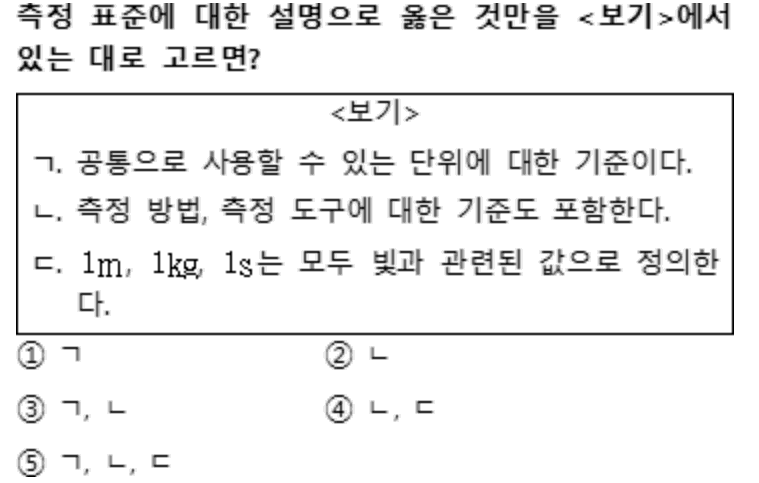 측정 표준에 대한 설명으로 옳은 것만을 <보기>에서
있는 대로 고르면?
<보기>
ㄱ. 공통으로 사용할 수 있는 단위에 대한 기준이다.
ㄴ. 측정 방법, 측정 도구에 대한 기준도 포함한다.
ㄷ. 1m, 1kg, 1s는 모두 빛과 관련된 값으로 정의한
다.
① ㄱ ② ㄴ
③ ㄱ, ㄴ ④ ㄴ, ㄷ
⑤ ㄱ, ㄴ, ㄷ